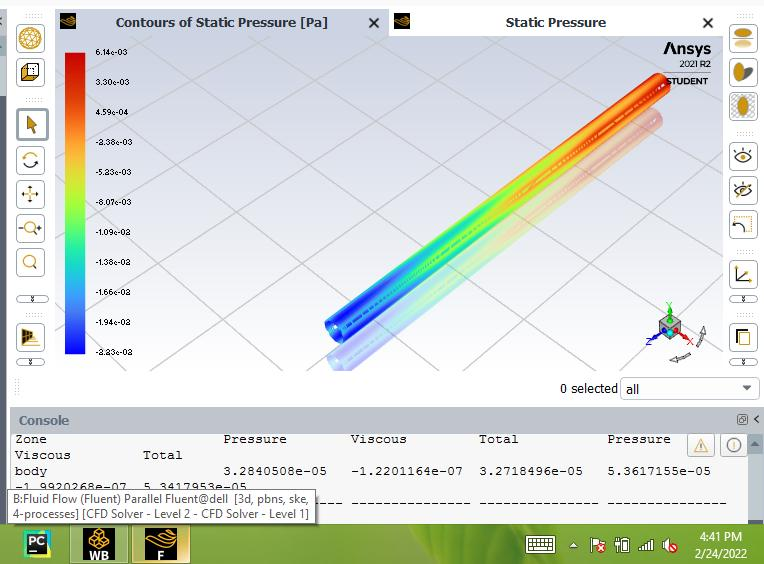 Contours of Static Pressure [Pa]
Static Pressure
Ansys
2021 R2
STUDENT
6.14e-03
3.30e-03
4.59e-04
-2.38e-03
-5.23e-03
-8.07e-03
-1.09e-02
-1.38e-02
-1.66e-02
-1.94e-02
-2.23e-02
Y
Z
X
0 selected all
Console
Zone Pressure Viscous Total Pressure
Viscous Total
body 3.2840508e-05 -1.2201164e-07 3.2718496e-05 5.3617155e-05
-1.9920268e-07 5.3417953e-05
B:Fluid Flow (Fluent) Parallel Fluent@dell [3d, pbns, ske,
4-processes] [CFD Solver - Level 2 - CFD Solver - Level 1]
PC
WB
F
4:41 PM
2/24/2022